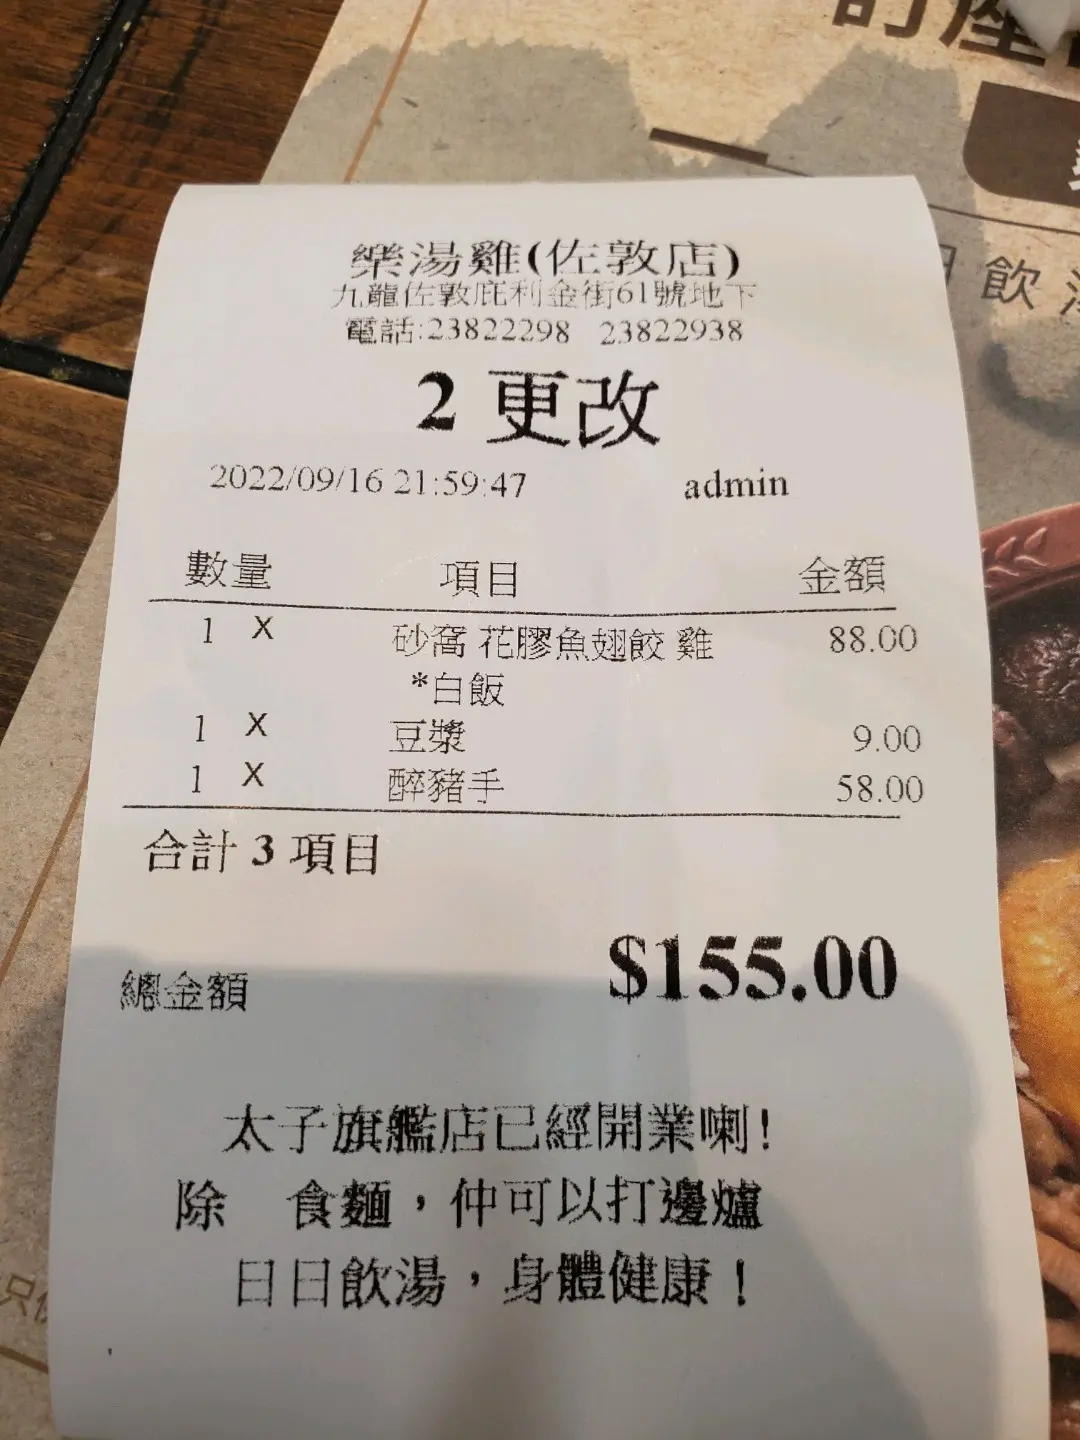 訂座
日飲
樂湯雞(佐敦店)
九龍佐敦庇利金街61號地下
電話:23822298 23822938
2 更改
2022/09/16 21:59:47 admin
數量 項目 金額
1 X 砂窩 花膠魚翅餃 雞 88.00
*白飯
1 X 豆漿 9.00
1 X 醉豬手 58.00
合計 3 項目
總金額 $155.00
太子旗艦店已經開業喇!
除 食麵，仲可以打邊爐
日日飲湯，身體健康！